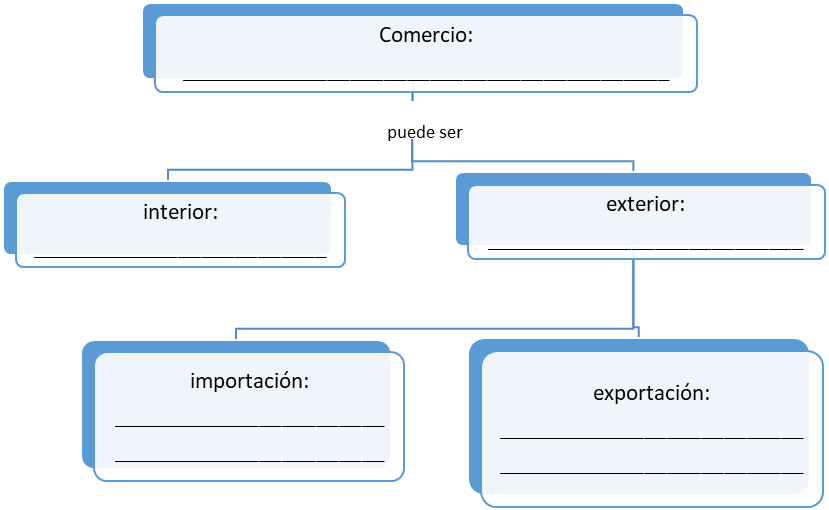 Comercio:
puede ser
interior:
exterior:
importación:
exportación: